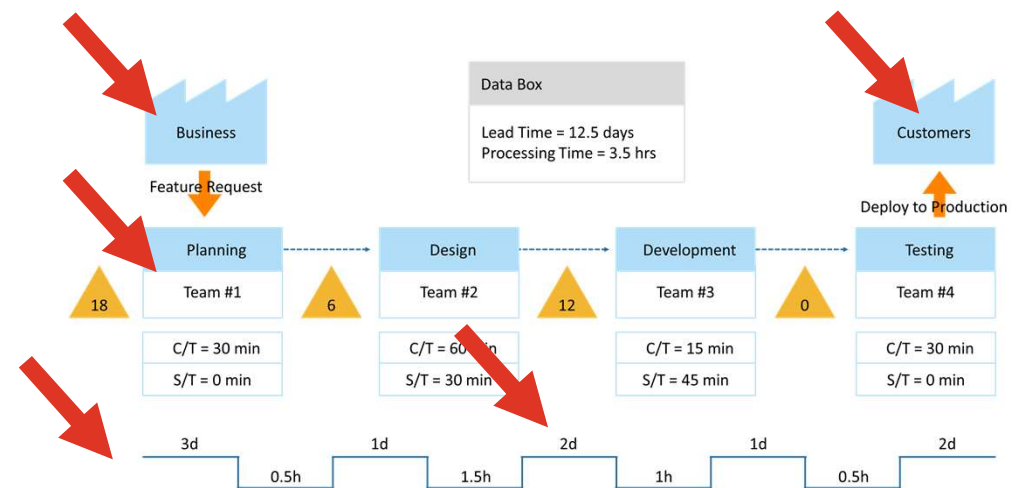 Data Box
Business
Lead Time = 12.5 days
Processing Time = 3.5 hrs
Customers
Feature Request
Deploy to Production
Planning
Design
Development
Testing
18
Team #1
6
Team #2
12
Team #3
0
Team #4
C/T = 30 min
C/T = 60 min
C/T = 15 min
C/T = 30 min
S/T = 0 min
S/T = 30 min
S/T = 45 min
S/T = 0 min
3d
1d
2d
1d
2d
0.5h
1.5h
1h
0.5h